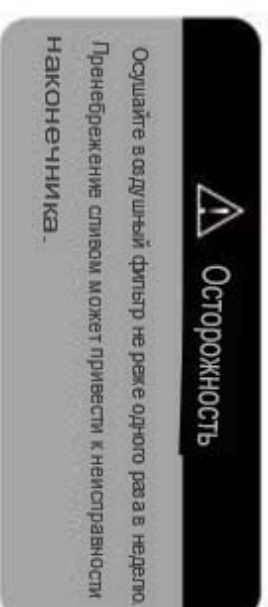 Осторожность
Осушайте воздушный фильтр не реже одного раза в неделю.
Пренебрежение сливом может привести к неисправности
наконечника.